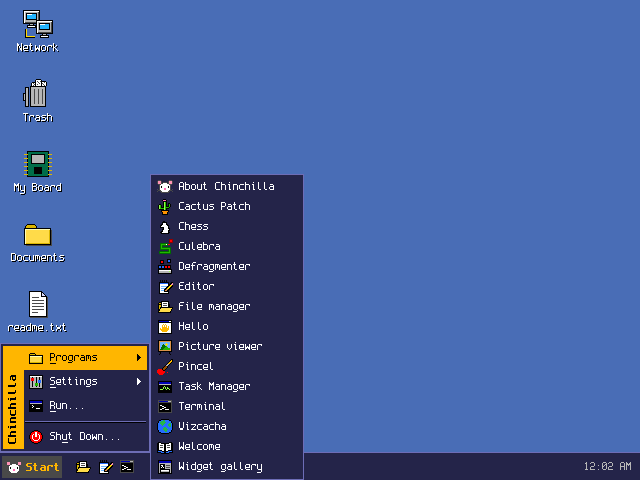 Network
Trash
My Board
Documents
readme.txt
Chinchilla
Programs
Settings
Run...
Shut Down...
About Chinchilla
Cactus Patch
Chess
Culebra
Defragmenter
Editor
File manager
Hello
Picture viewer
Pincel
Task Manager
Terminal
Vizcacha
Welcome
Widget gallery
Start
12:02 AM